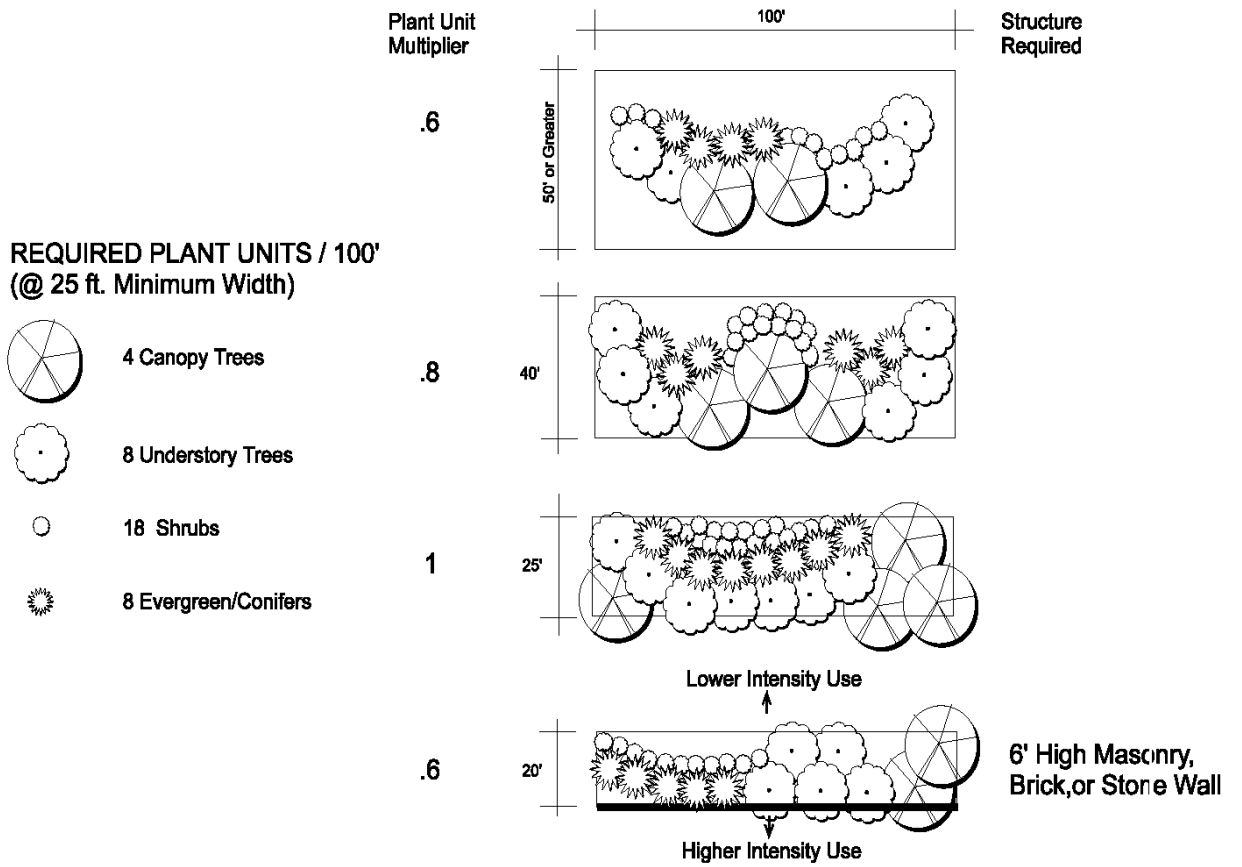 Plant Unit
Multiplier
100'
Structure
Required
.6
50' or Greater
REQUIRED PLANT UNITS / 100'
(@ 25 ft. Minimum Width)
4 Canopy Trees
8 Understory Trees
18 Shrubs
8 Evergreen/Conifers
.8
40'
1
25'
Lower Intensity Use
.6
20'
6' High Masonry,
Brick,or Stone Wall
Higher Intensity Use